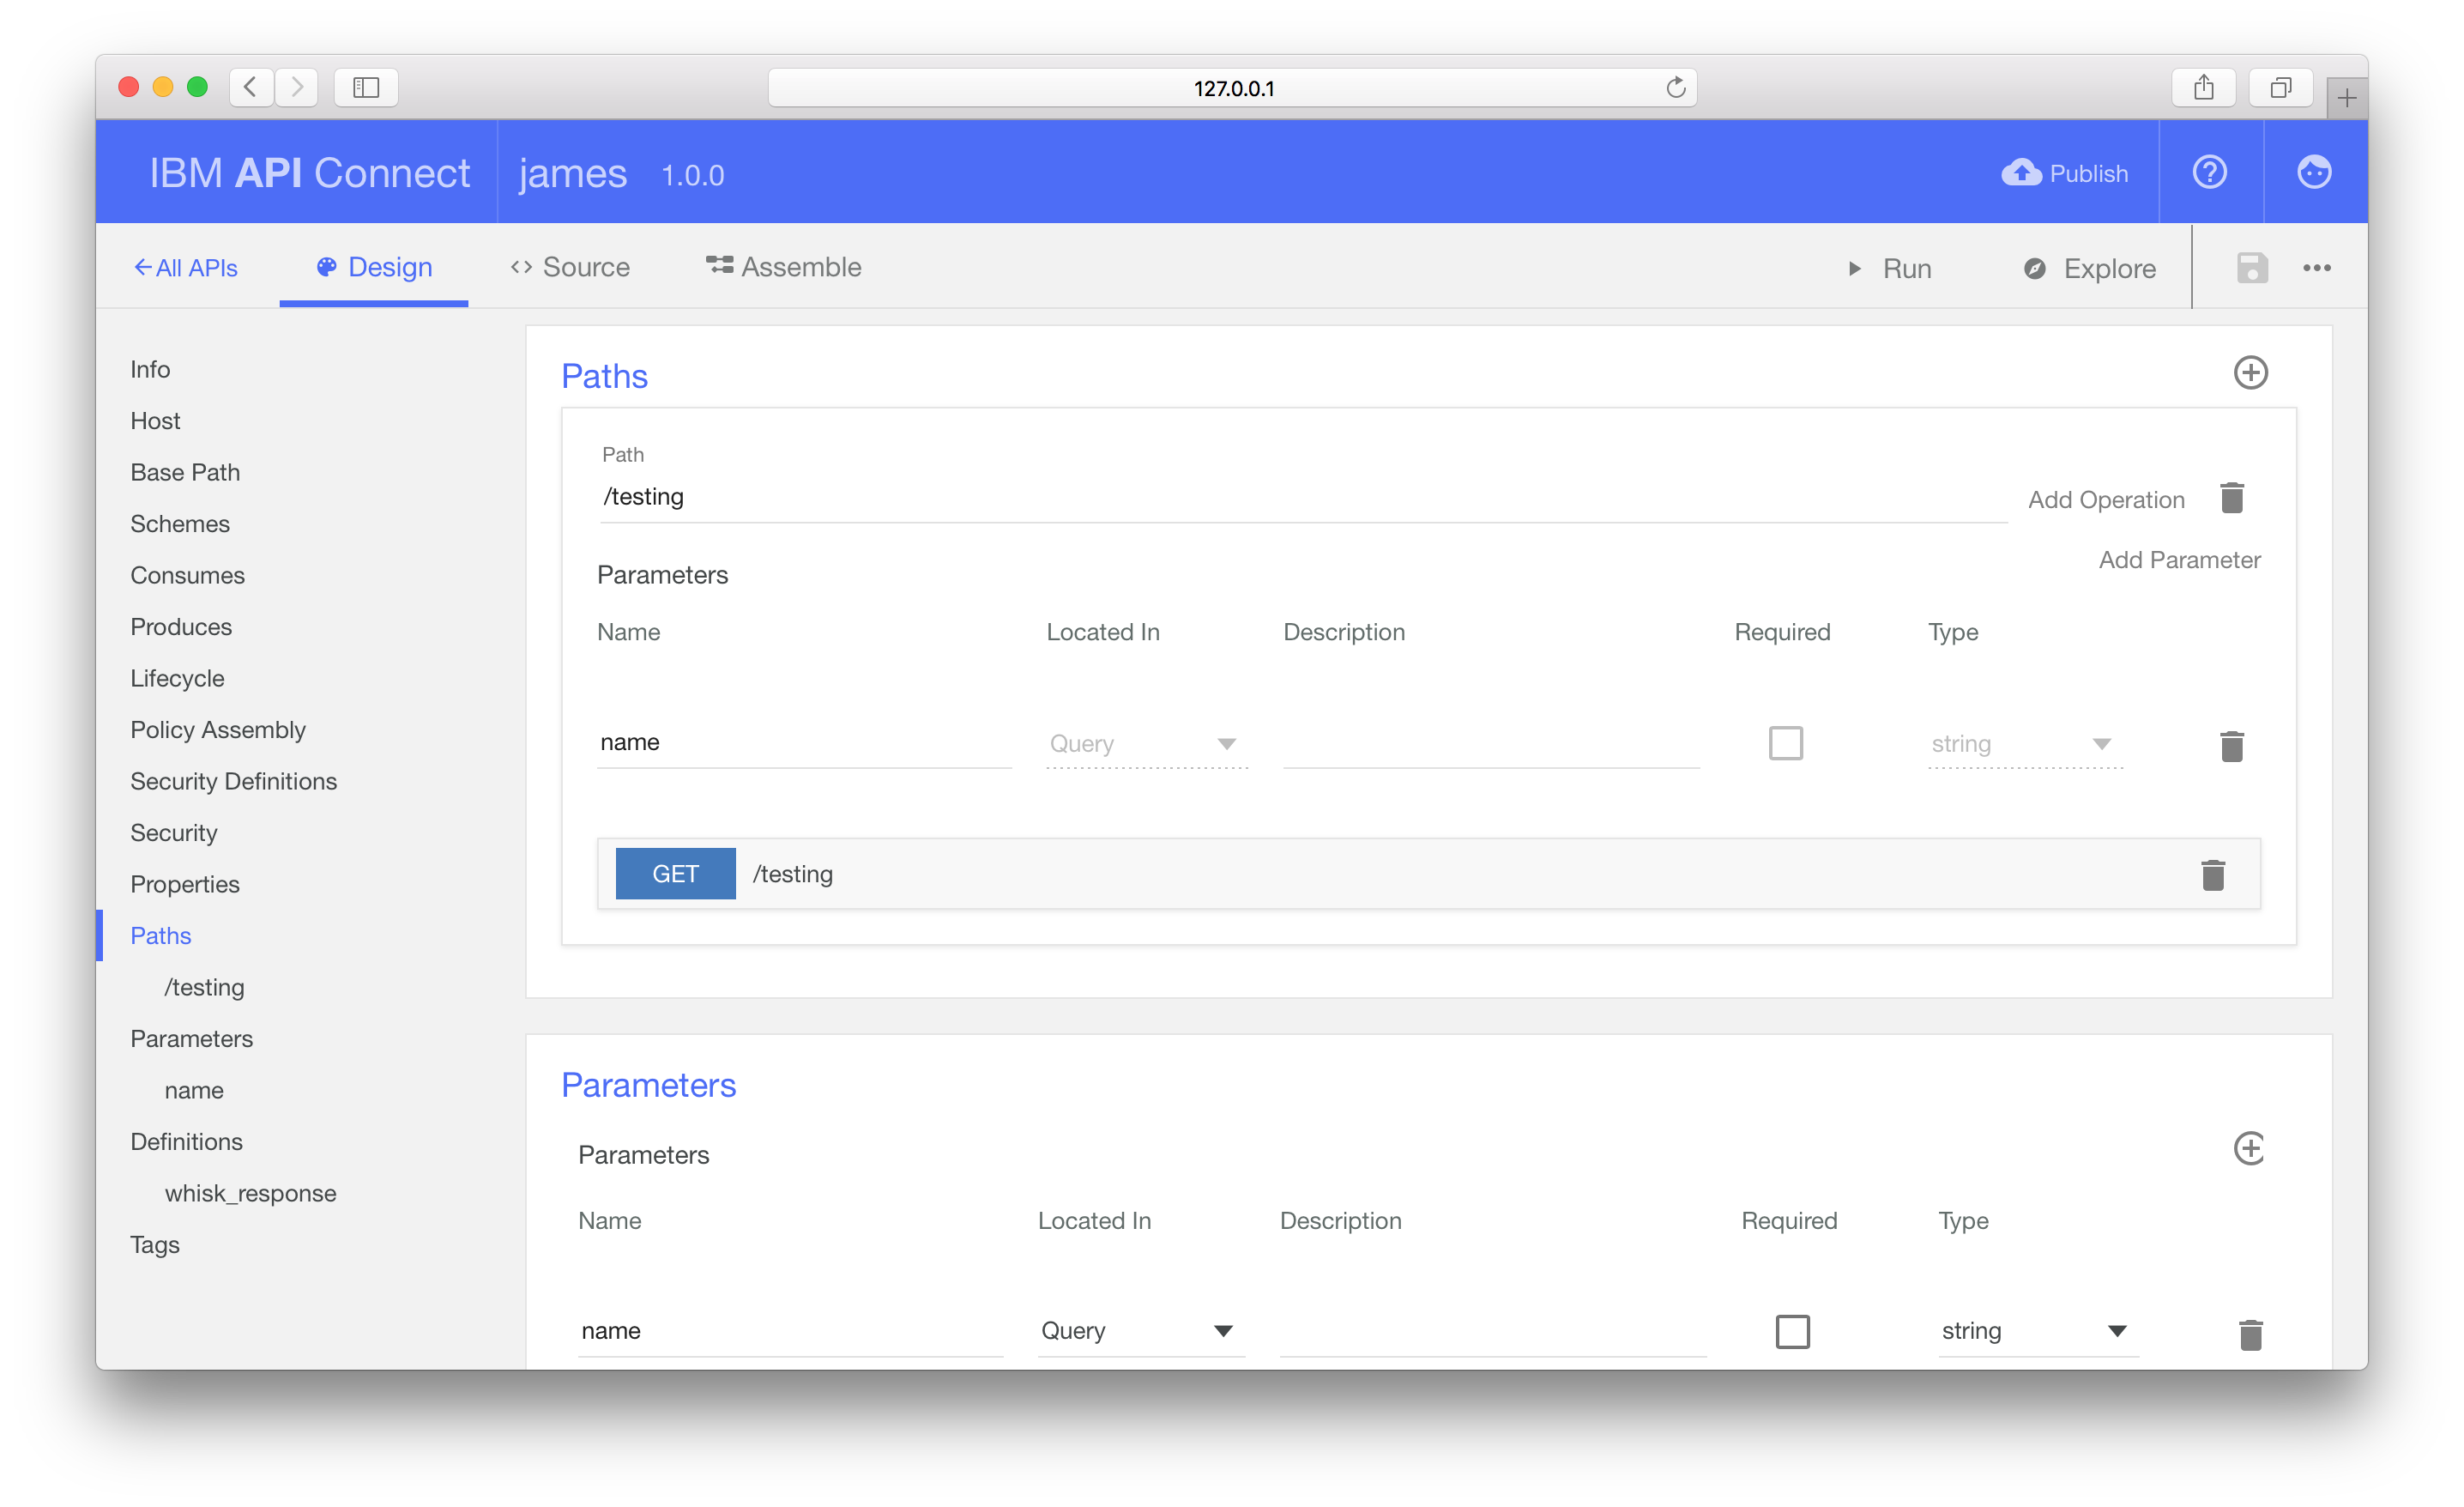 127.0.0.1
IBM API Connect james 1.0.0 Publish
All APIs Design Source Assemble Run Explore
Info
Host
Base Path
Schemes
Consumes
Produces
Lifecycle
Policy Assembly
Security Definitions
Security
Properties
Paths
/testing
Parameters
name
Definitions
whisk_response
Tags
Paths
Path
/testing Add Operation
Add Parameter
Parameters
Name Located In Description Required Type
name Query string
GET /testing
Parameters
Parameters
Name Located In Description Required Type
name Query string